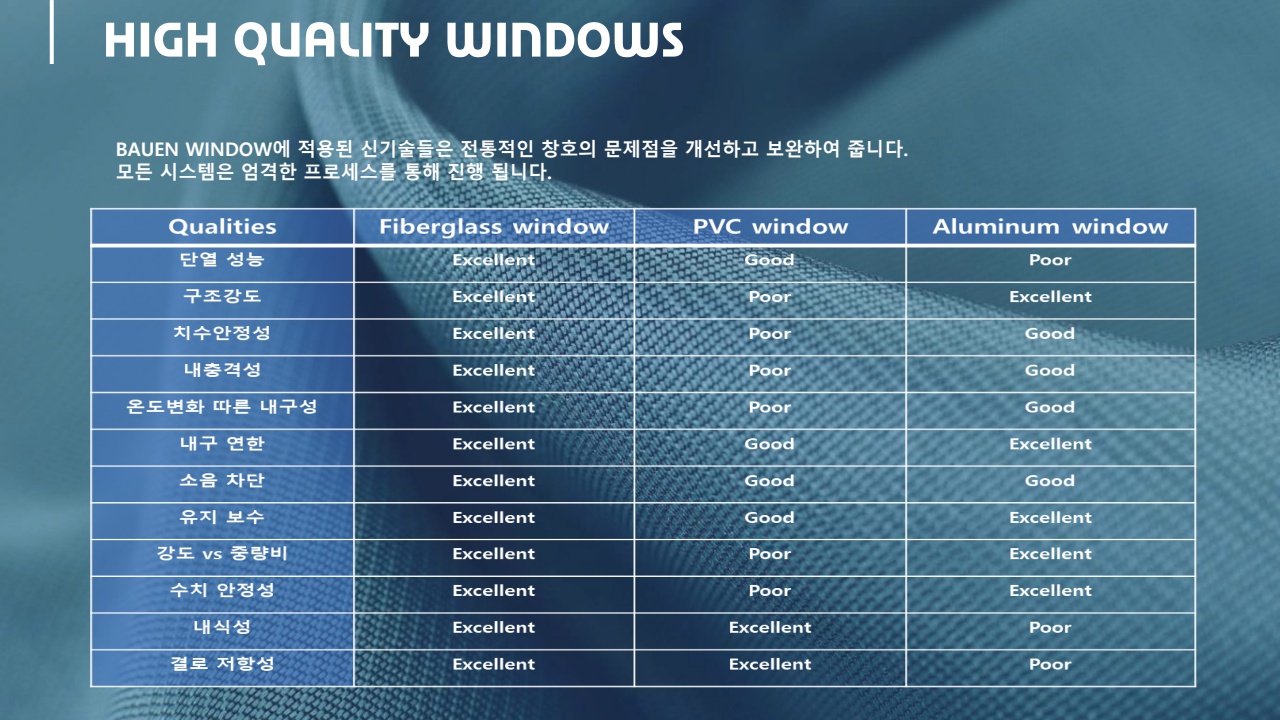 HIGH QUALITY WINDOWS
BAUEN WINDOW에 적용된 신기술들은 전통적인 창호의 문제점을 개선하고 보완하여 줍니다.
모든 시스템은 엄격한 프로세스를 통해 진행 됩니다.
Qualities Fiberglass window PVC window Aluminum window
단열 성능 Excellent Good Poor
구조강도 Excellent Poor Excellent
치수안정성 Excellent Poor Good
내충격성 Excellent Poor Good
온도변화 따른 내구성 Excellent Poor Good
내구 연한 Excellent Good Excellent
소음 차단 Excellent Good Good
유지 보수 Excellent Good Excellent
강도 vs 중량비 Excellent Poor Excellent
수치 안정성 Excellent Poor Excellent
내식성 Excellent Excellent Poor
결로 저항성 Excellent Excellent Poor